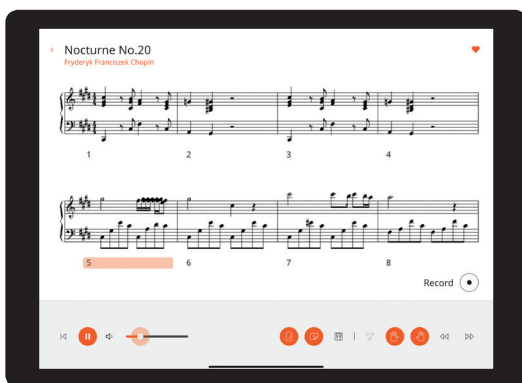 Nocturne No.20
Fryderyk Franciszek Chopin
1 2 3 4
5 6 7 8
Record